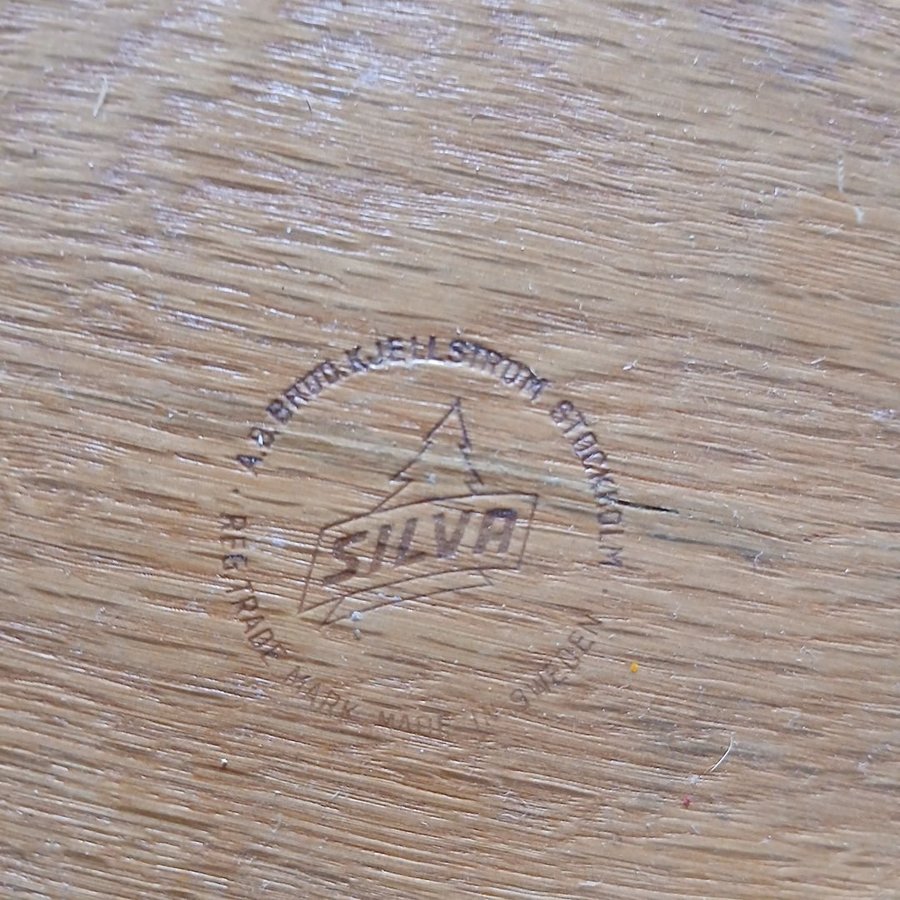 A.B. BRÖD. KJELLSTRÖM STOCKHOLM
SILVA
REG. TRADE MARK MADE IN SWEDEN